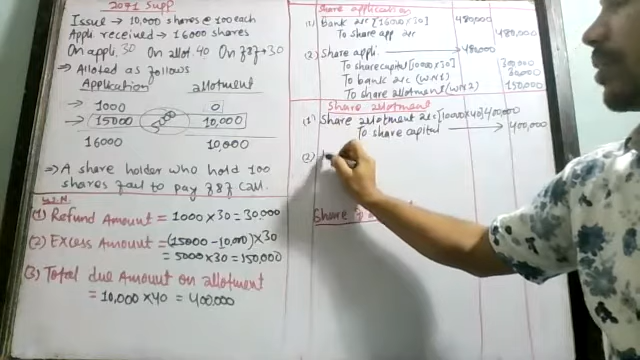 2071 Supp
Issue → 10,000 shares @ 100 each
Appli received → 16000 shares
On appli. 30 On allot. 40 On f&f → 30
⇒ Alloted as follows
Application allotment
→ 1000 0
→ 15000 5000 10,000
16000 10,000
⇒ A share holder who hold 100
shares fail to pay f&f call.
W.N.
(1) Refund Amount = 1000 × 30 = 30,000
(2) Excess Amount = (15000 - 10,000) × 30
= 5000 × 30 = 150,000
(3) Total due Amount on allotment
= 10,000 × 40 = 400,000
Share application
(1) Bank a/c [16000 × 30] 480,000
To share app a/c 480,000
(2) Share appli. → 480,000
To share capital [10000 × 30] 300,000
To bank a/c (WN1) 30,000
To share allotment (WN2) 150,000
Share allotment
(1) Share allotment a/c [10000×40] 400,000
To share capital → 400,000
(2)
Share